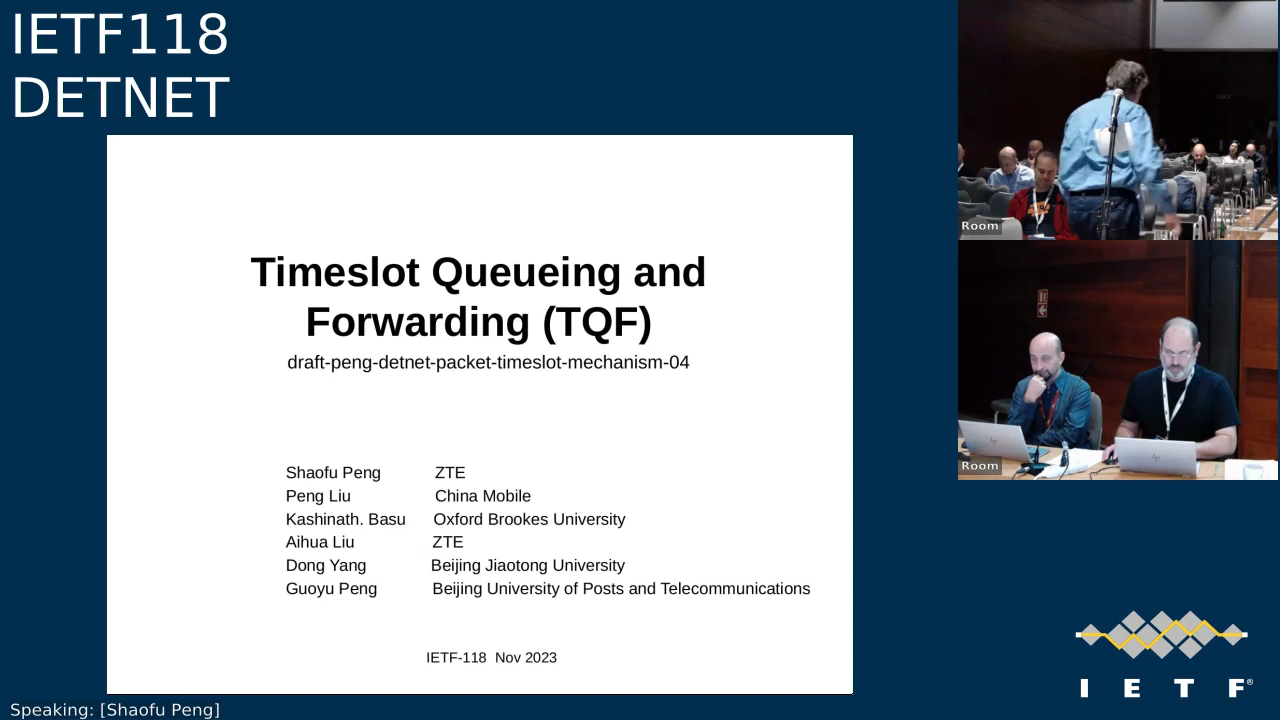 IETF118
DETNET
Timeslot Queueing and
Forwarding (TQF)
draft-peng-detnet-packet-timeslot-mechanism-04
Shaofu Peng ZTE
Peng Liu China Mobile
Kashinath. Basu Oxford Brookes University
Aihua Liu ZTE
Dong Yang Beijing Jiaotong University
Guoyu Peng Beijing University of Posts and Telecommunications
IETF-118 Nov 2023
Room
Room
I E T F®
Speaking: [Shaofu Peng]